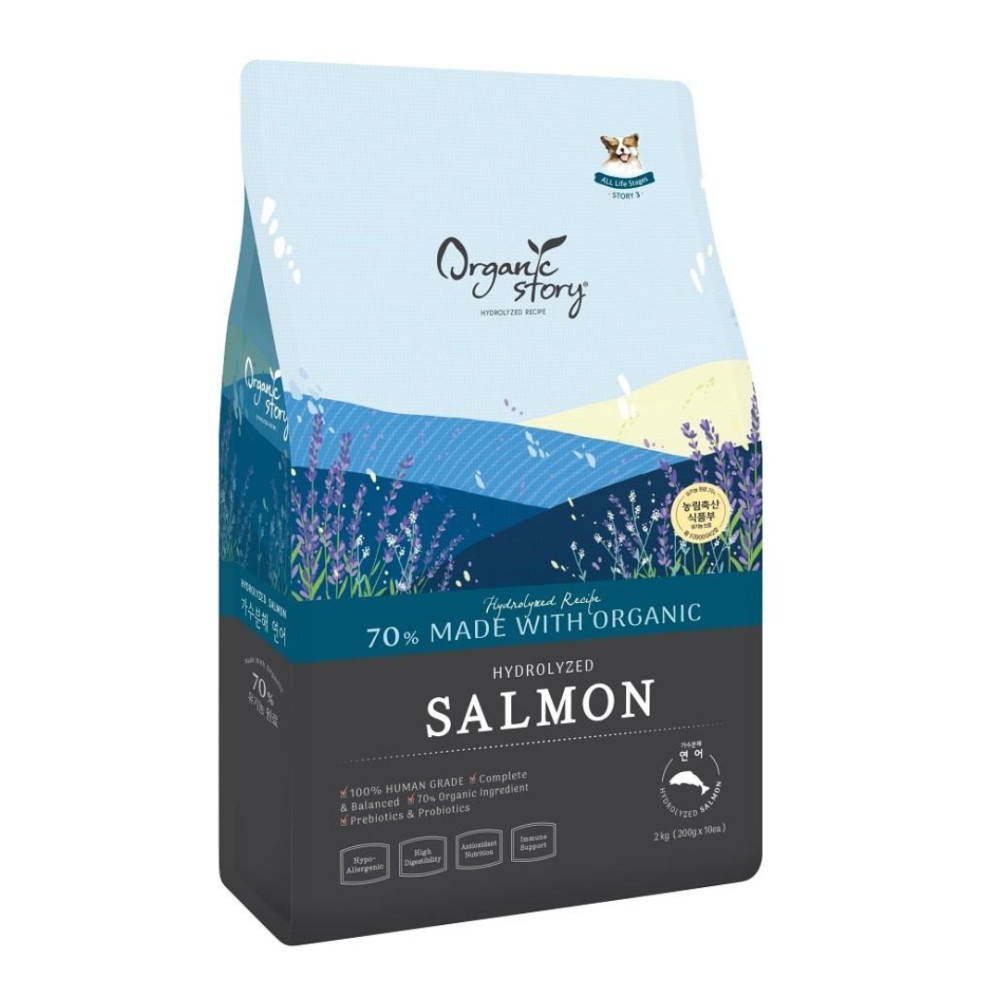 ALL Life Stages
· STORY 3 ·
Organic
story®
HYDROLYZED RECIPE
Organic
story
농림축산
식품부
Hydrolyzed Recipe
70% MADE WITH ORGANIC
HYDROLYZED
SALMON
HYDROLYZED SALMON
가수분해 연어
Made With Organic
70%
유기농 원료
☑100% HUMAN GRADE ☑Complete
& Balanced ☑70% Organic Ingredient
☑Prebiotics & Probiotics
Hypo-
Allergenic
High
Digestibility
Antioxidant
Nutrition
Immune
Support
가수분해
연어
HYDROLYZED SALMON
2 kg (200g x 10ea)